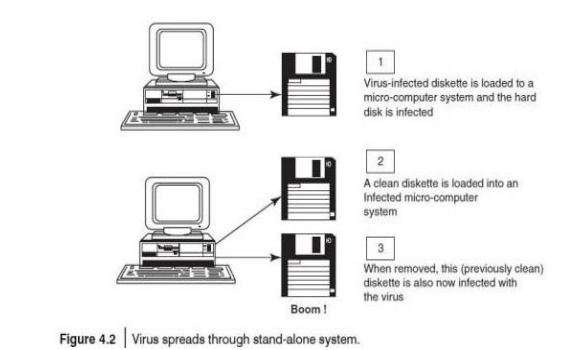 1
Virus-infected diskette is loaded to a
micro-computer system and the hard
disk is infected
2
A clean diskette is loaded into an
Infected micro-computer
system
3
When removed, this (previously clean)
diskette is also now infected with
the virus
Boom !
Figure 4.2 Virus spreads through stand-alone system.